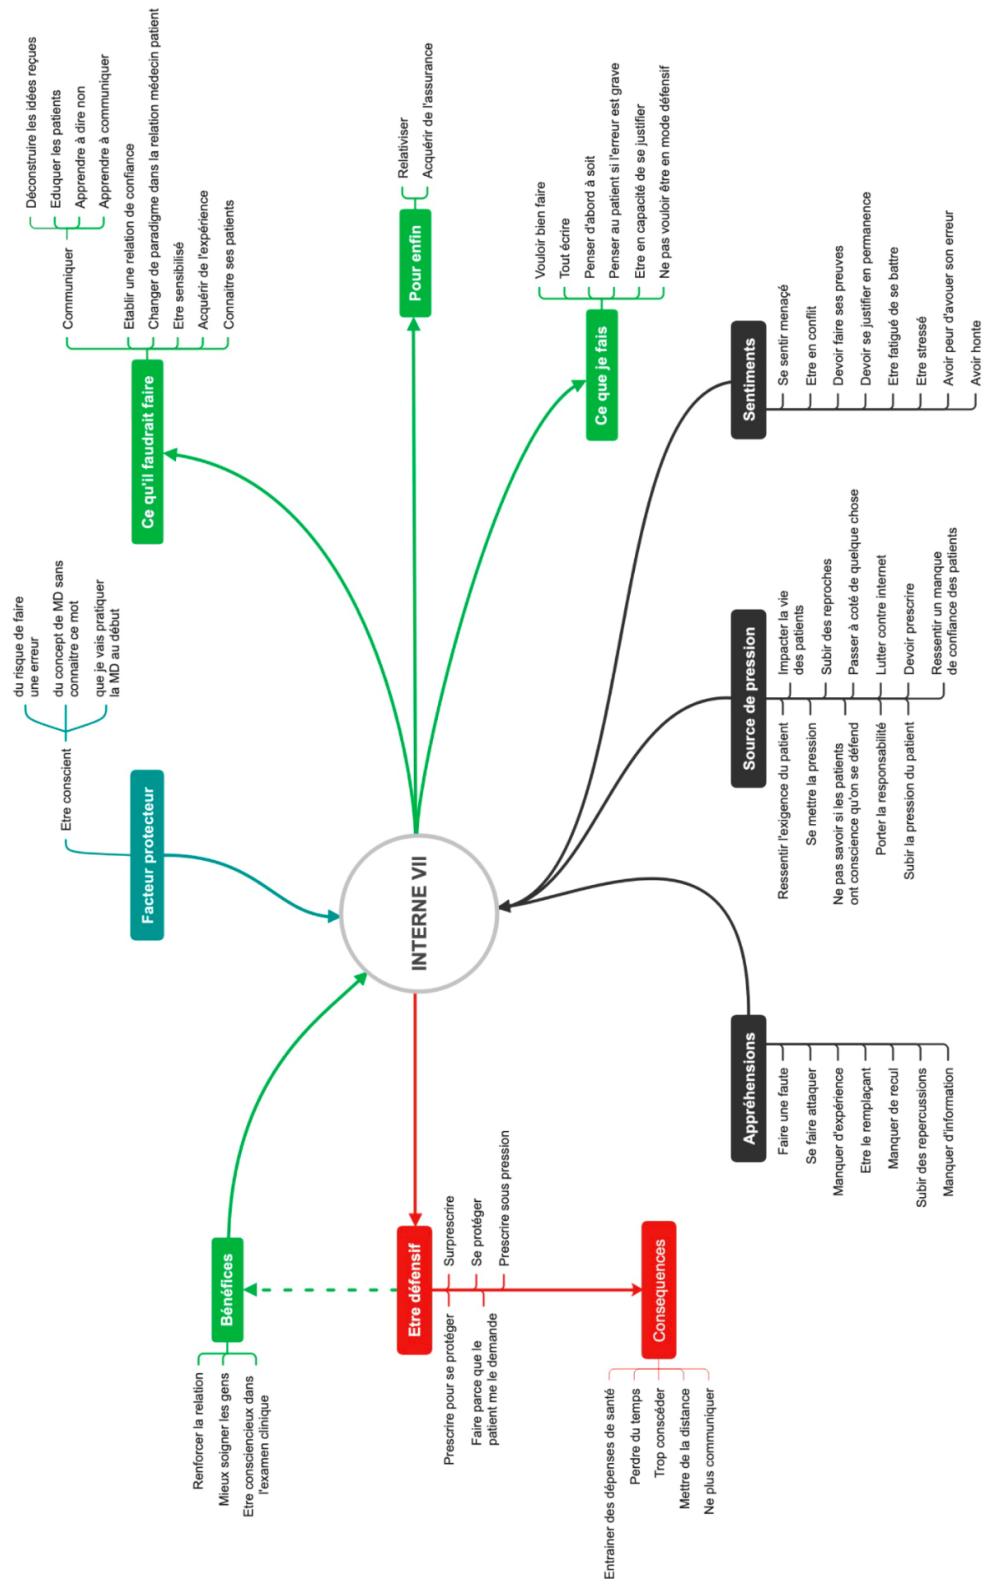 Bénéfices
Renforcer la relation
Mieux soigner les gens
Etre consciencieux dans
l'examen clinique
Facteur protecteur
Etre conscient
du risque de faire
une erreur
du concept de MD sans
connaitre ce mot
que je vais pratiquer
la MD au début
Ce qu'il faudrait faire
Communiquer
Déconstruire les idées reçues
Eduquer les patients
Apprendre à dire non
Apprendre à communiquer
Etablir une relation de confiance
Changer de paradigme dans la relation médecin patient
Etre sensibilisé
Acquérir de l'expérience
Connaitre ses patients
Etre défensif
Prescrire pour se protéger
Surprescrire
Faire parce que le
patient me le demande
Se protéger
Prescrire sous pression
INTERNE VII
Pour enfin
Relativiser
Acquérir de l'assurance
Ce que je fais
Vouloir bien faire
Tout écrire
Penser d'abord à soit
Penser au patient si l'erreur est grave
Etre en capacité de se justifier
Ne pas vouloir être en mode défensif
Consequences
Entrainer des dépenses de santé
Perdre du temps
Trop conscéder
Mettre de la distance
Ne plus communiquer
Appréhensions
Faire une faute
Se faire attaquer
Manquer d'expérience
Etre le remplaçant
Manquer de recul
Subir des repercussions
Manquer d'information
Source de pression
Ressentir l'exigence du patient
Impacter la vie
des patients
Se mettre la pression
Subir des reproches
Ne pas savoir si les patients
ont conscience qu'on se défend
Passer à coté de quelque chose
Porter la responsabilité
Lutter contre internet
Subir la pression du patient
Devoir prescrire
Ressentir un manque
de confiance des patients
Sentiments
Se sentir menaçé
Etre en conflit
Devoir faire ses preuves
Devoir se justifier en permanence
Etre fatigué de se battre
Etre stressé
Avoir peur d'avouer son erreur
Avoir honte